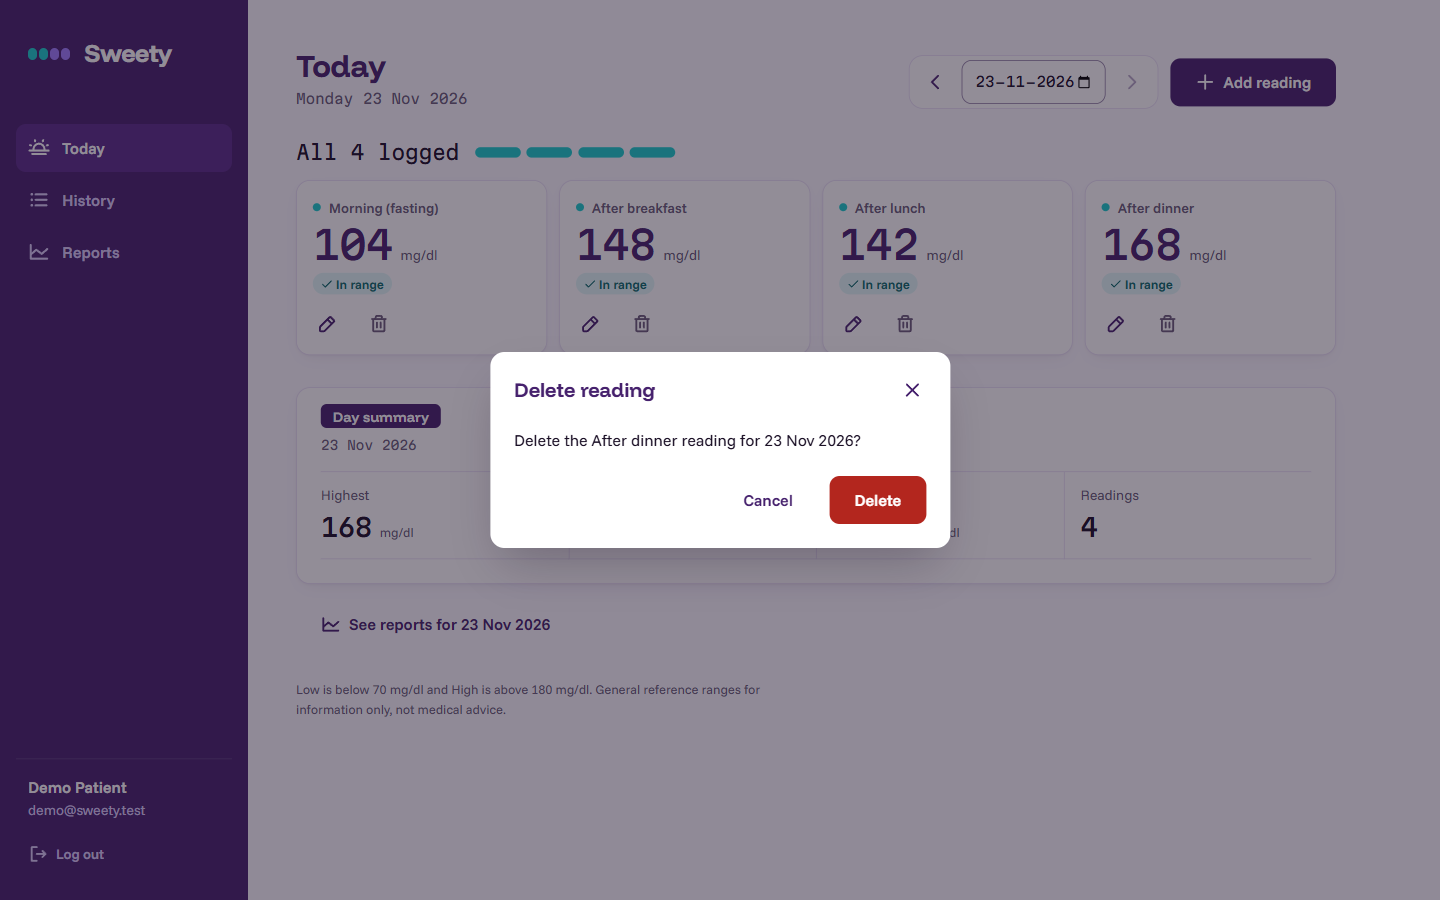 Sweety
Today
History
Reports
Demo Patient
demo@sweety.test
Log out
Today
Monday 23 Nov 2026
23-11-2026
Add reading
All 4 logged
Morning (fasting)
104 mg/dl
In range
After breakfast
148 mg/dl
In range
After lunch
142 mg/dl
In range
After dinner
168 mg/dl
In range
Day summary
23 Nov 2026
Highest
168 mg/dl
Readings
4
Delete reading
Delete the After dinner reading for 23 Nov 2026?
Cancel
Delete
See reports for 23 Nov 2026
Low is below 70 mg/dl and High is above 180 mg/dl. General reference ranges for
information only, not medical advice.